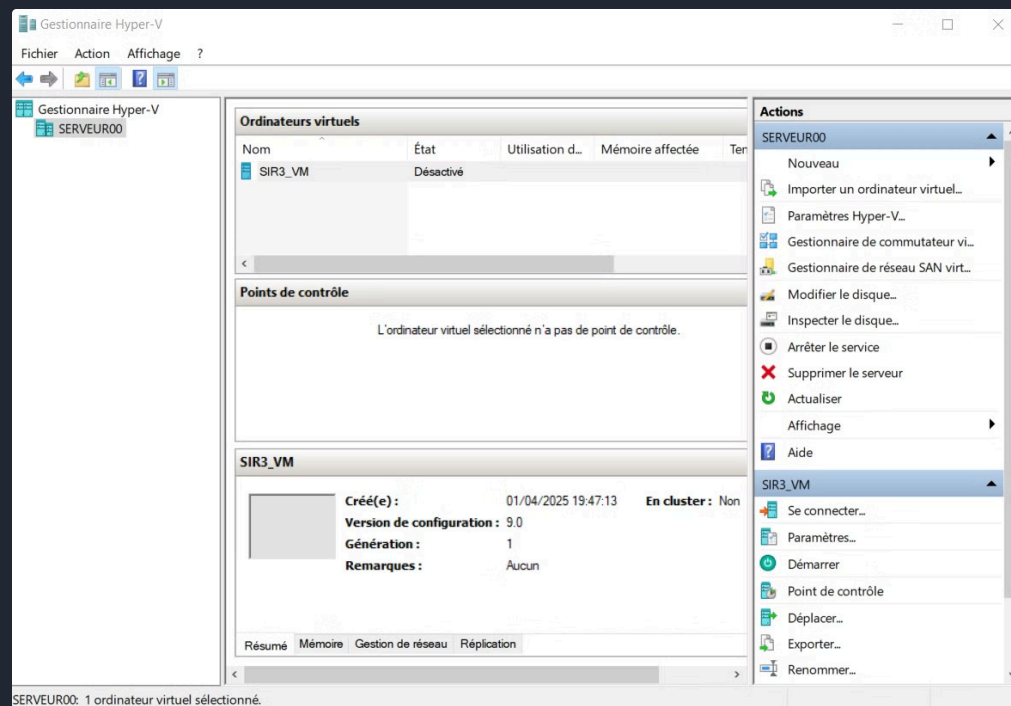 Gestionnaire Hyper-V
Fichier Action Affichage ?
Gestionnaire Hyper-V
SERVEUR00
Ordinateurs virtuels
Nom État Utilisation d... Mémoire affectée Ter
SIR3_VM Désactivé
Points de contrôle
L'ordinateur virtuel sélectionné n'a pas de point de contrôle.
SIR3_VM
Créé(e) : 01/04/2025 19:47:13 En cluster : Non
Version de configuration : 9.0
Génération : 1
Remarques : Aucun
Résumé Mémoire Gestion de réseau Réplication
Actions
SERVEUR00
Nouveau
Importer un ordinateur virtuel...
Paramètres Hyper-V...
Gestionnaire de commutateur vi...
Gestionnaire de réseau SAN virt...
Modifier le disque...
Inspecter le disque...
Arrêter le service
Supprimer le serveur
Actualiser
Affichage
Aide
SIR3_VM
Se connecter...
Paramètres...
Démarrer
Point de contrôle
Déplacer...
Exporter...
Renommer...
SERVEUR00: 1 ordinateur virtuel sélectionné.